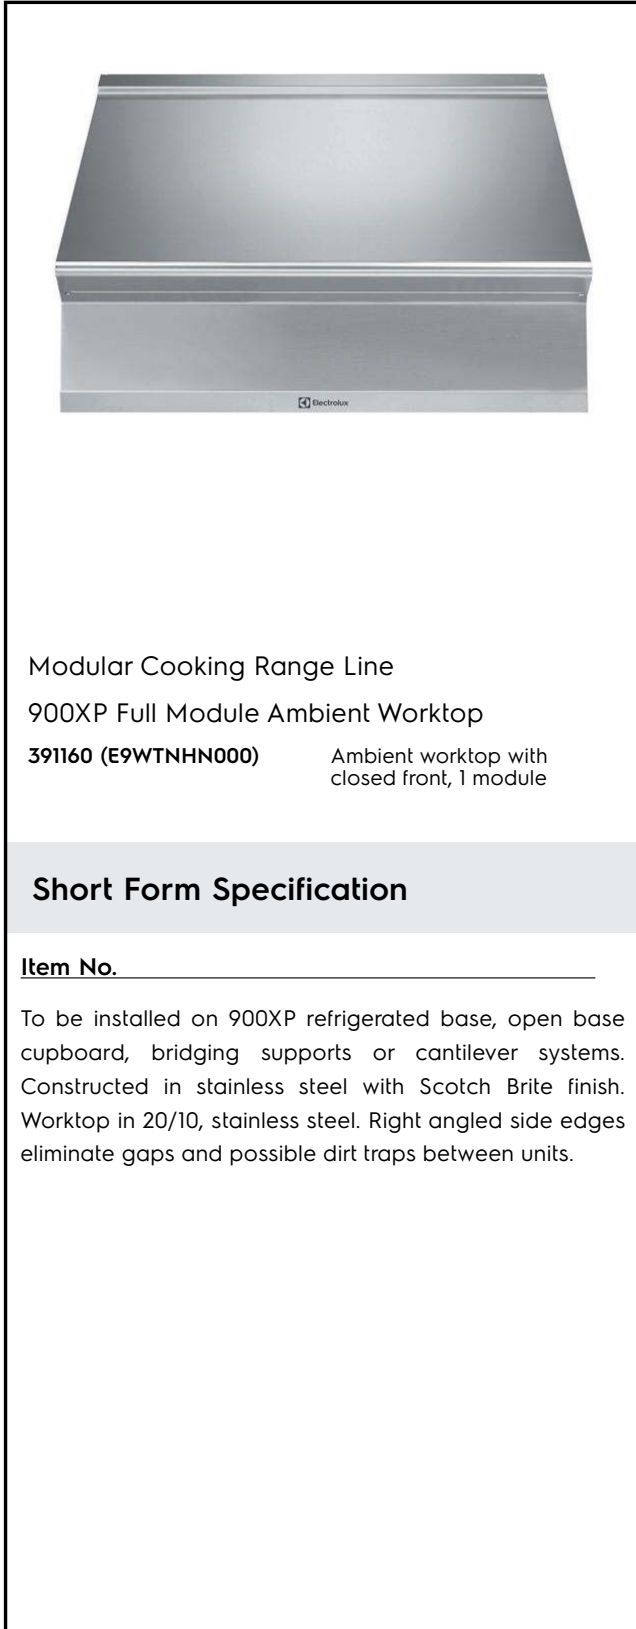 Electrolux
Modular Cooking Range Line
900XP Full Module Ambient Worktop
391160 (E9WTNHN000)
Ambient worktop with
closed front, 1 module
Short Form Specification
Item No.
To be installed on 900XP refrigerated base, open base
cupboard, bridging supports or cantilever systems.
Constructed in stainless steel with Scotch Brite finish.
Worktop in 20/10, stainless steel. Right angled side edges
eliminate gaps and possible dirt traps between units.